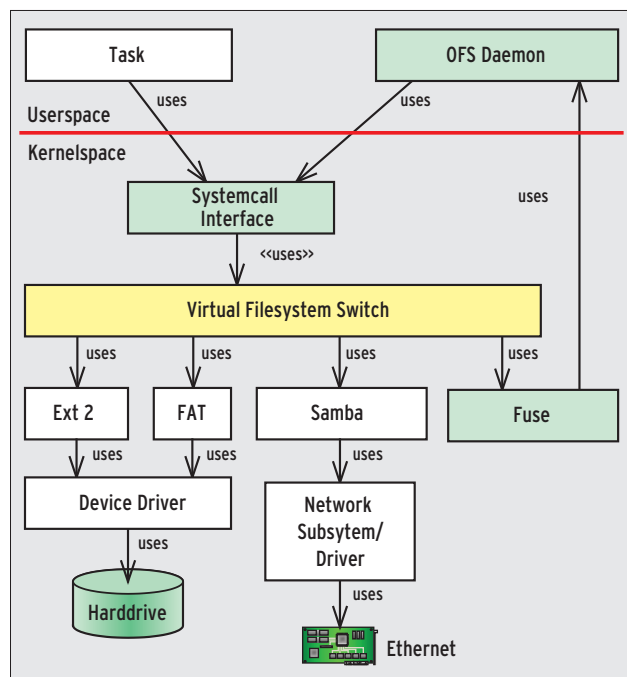 Task
OFS Daemon
uses
uses
Userspace
Kernelspace
uses
Systemcall
Interface
<<uses>>
Virtual Filesystem Switch
uses
uses
uses
uses
Ext 2
FAT
Samba
Fuse
uses
uses
uses
Device Driver
Network
Subsytem/
Driver
uses
uses
Harddrive
Ethernet